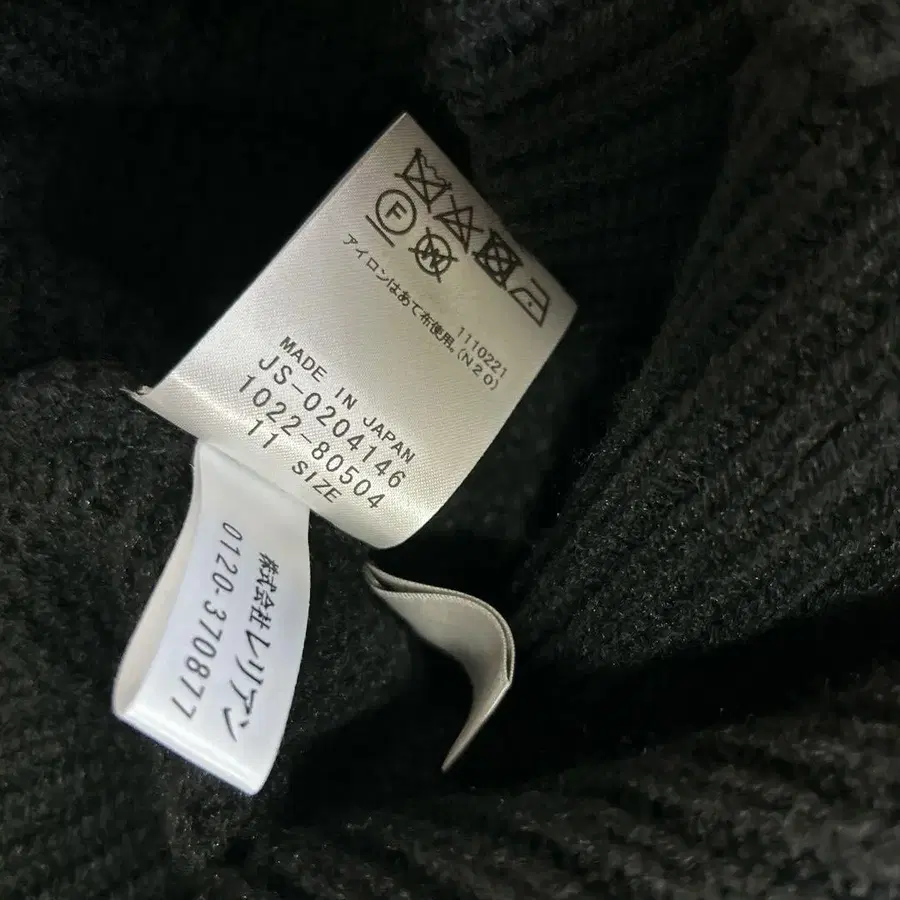 F
W
アイロンはあて布使用。(N20)
1110221
MADE IN JAPAN
JS-0204146
1022-80504
11 SIZE
株式会社レリアン
0120-370877